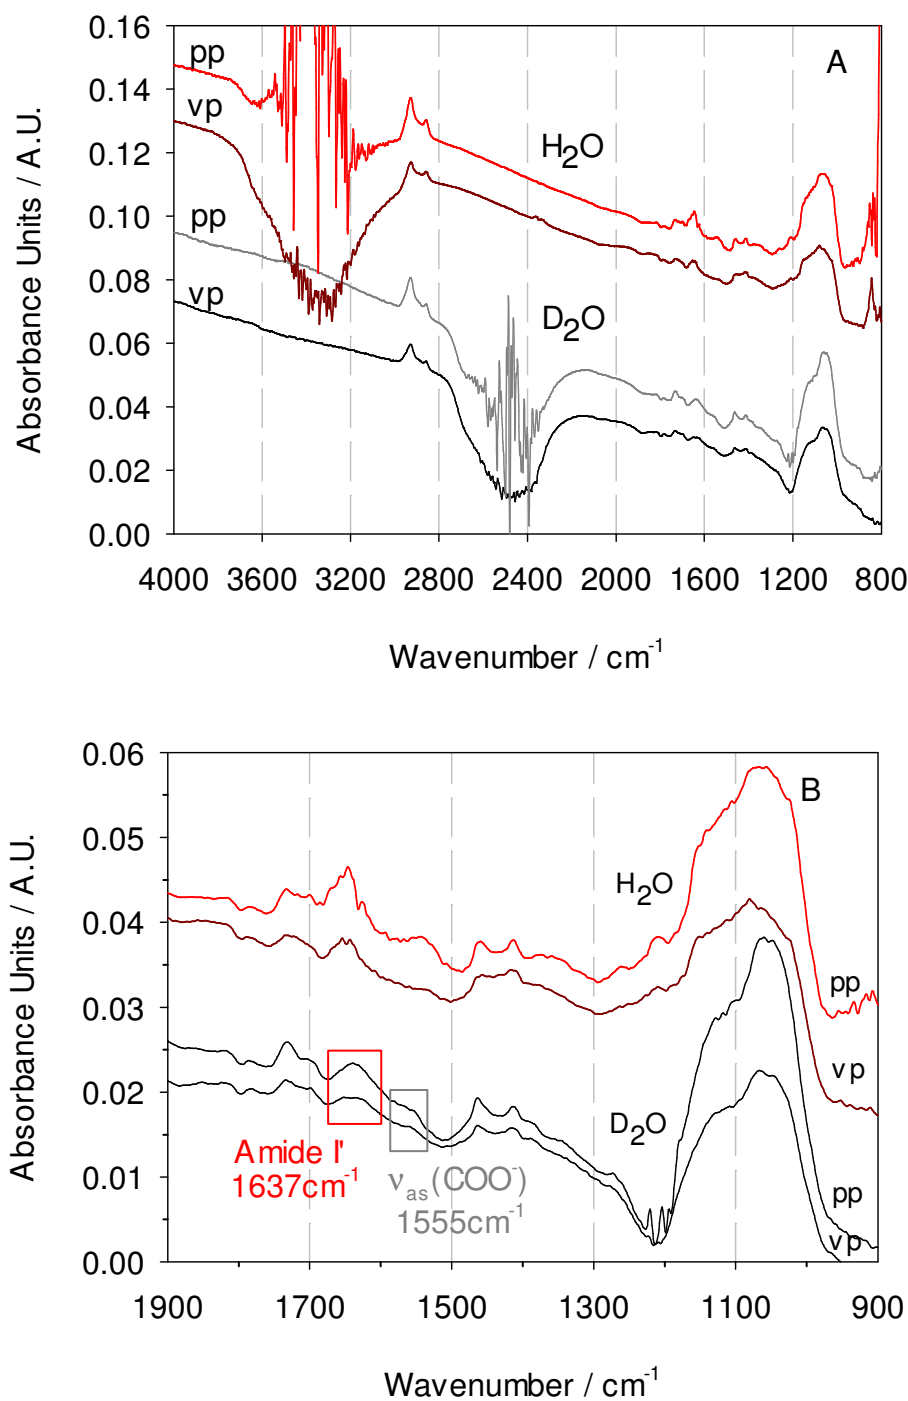 0.16
A
pp
0.14
vp
0.12
H₂O
0.10
pp
0.08
vp
D₂O
0.06
0.04
0.02
0.00
Absorbance Units / A.U.
4000 3600 3200 2800 2400 2000 1600 1200 800
Wavenumber / cm⁻¹
0.06
B
0.05
H₂O
0.04
pp
0.03
vp
0.02
D₂O
Amide I'
1637cm⁻¹
νas(COO⁻)
1555cm⁻¹
0.01
pp
vp
0.00
Absorbance Units / A.U.
1900 1700 1500 1300 1100 900
Wavenumber / cm⁻¹